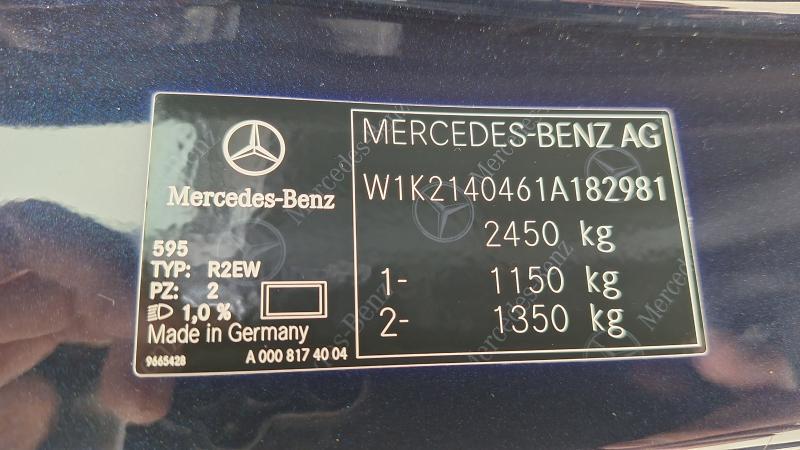 Mercedes-Benz
595
TYP: R2EW
PZ: 2
1,0 %
Made in Germany
9665428
A 000 817 40 04
MERCEDES-BENZ AG
W1K2140461A182981
2450 kg
1- 1150 kg
2- 1350 kg